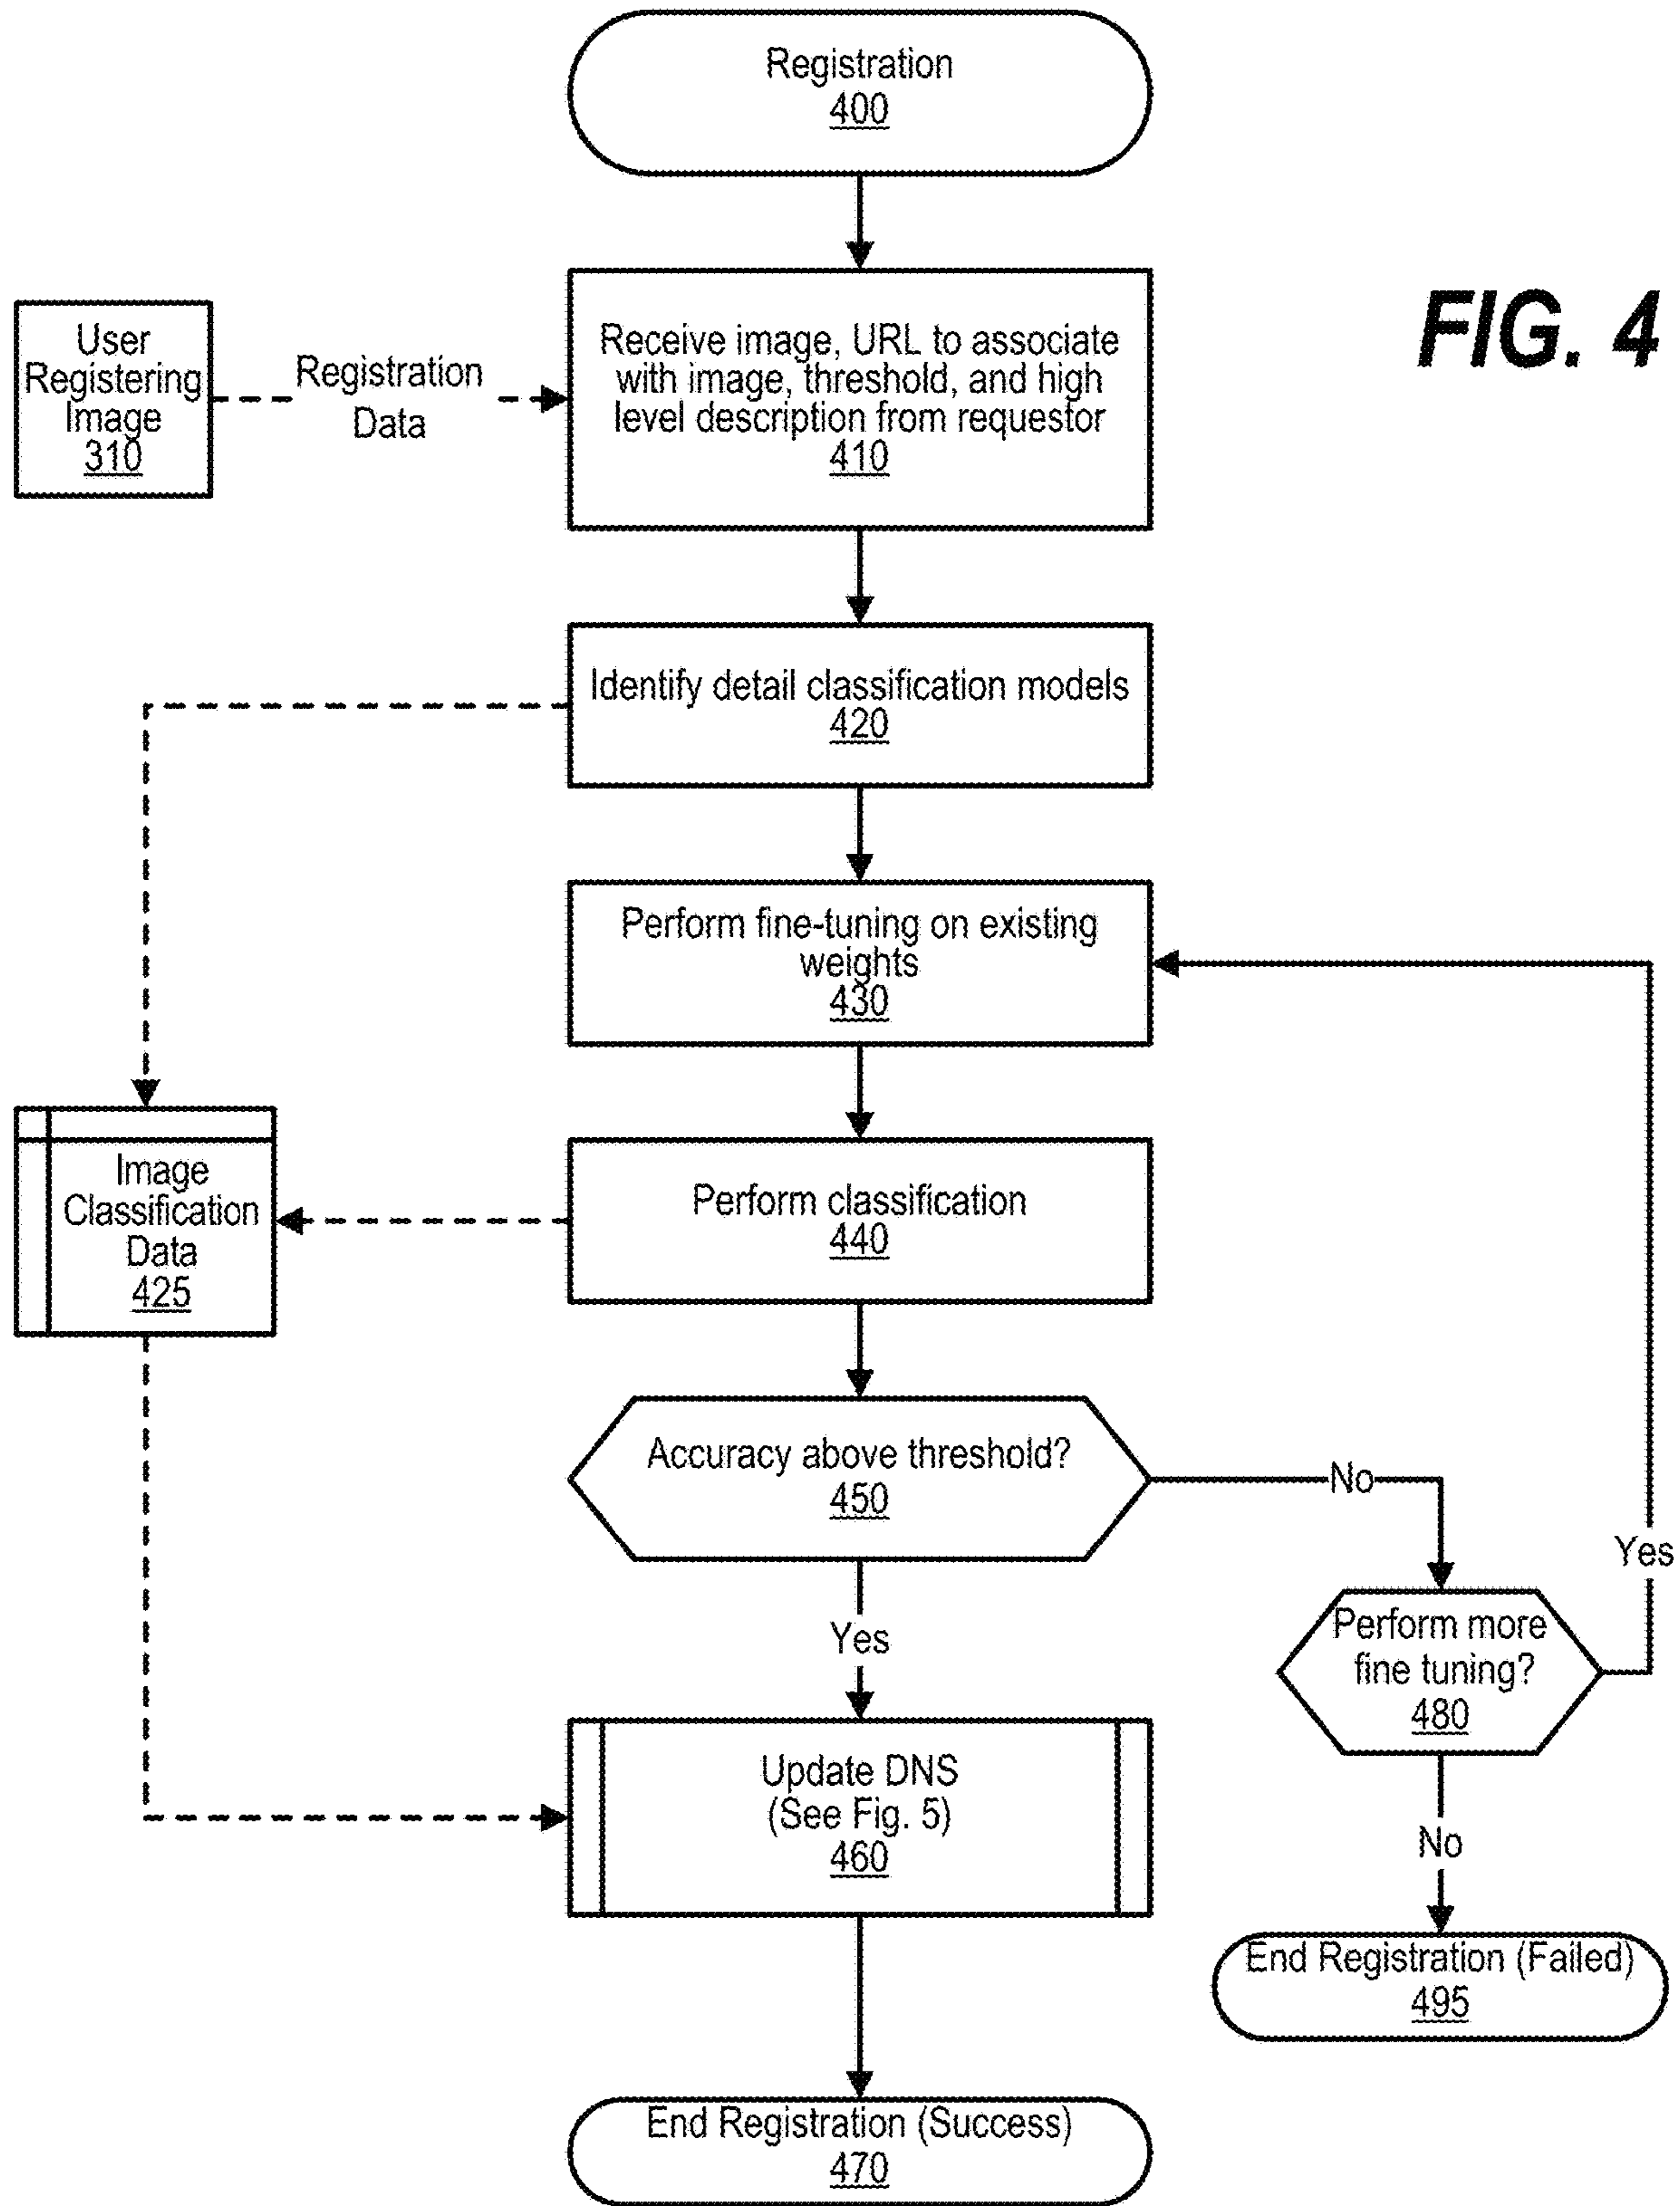 Registration
400
FIG. 4
User
Registering
Image
310
Registration
Data
Receive image, URL to associate
with image, threshold, and high
level description from requestor
410
Identify detail classification models
420
Perform fine-tuning on existing
weights
430
Image
Classification
Data
425
Perform classification
440
Accuracy above threshold?
450
No
Yes
Yes
Perform more
fine tuning?
480
Update DNS
(See Fig. 5)
460
No
End Registration (Failed)
495
End Registration (Success)
470